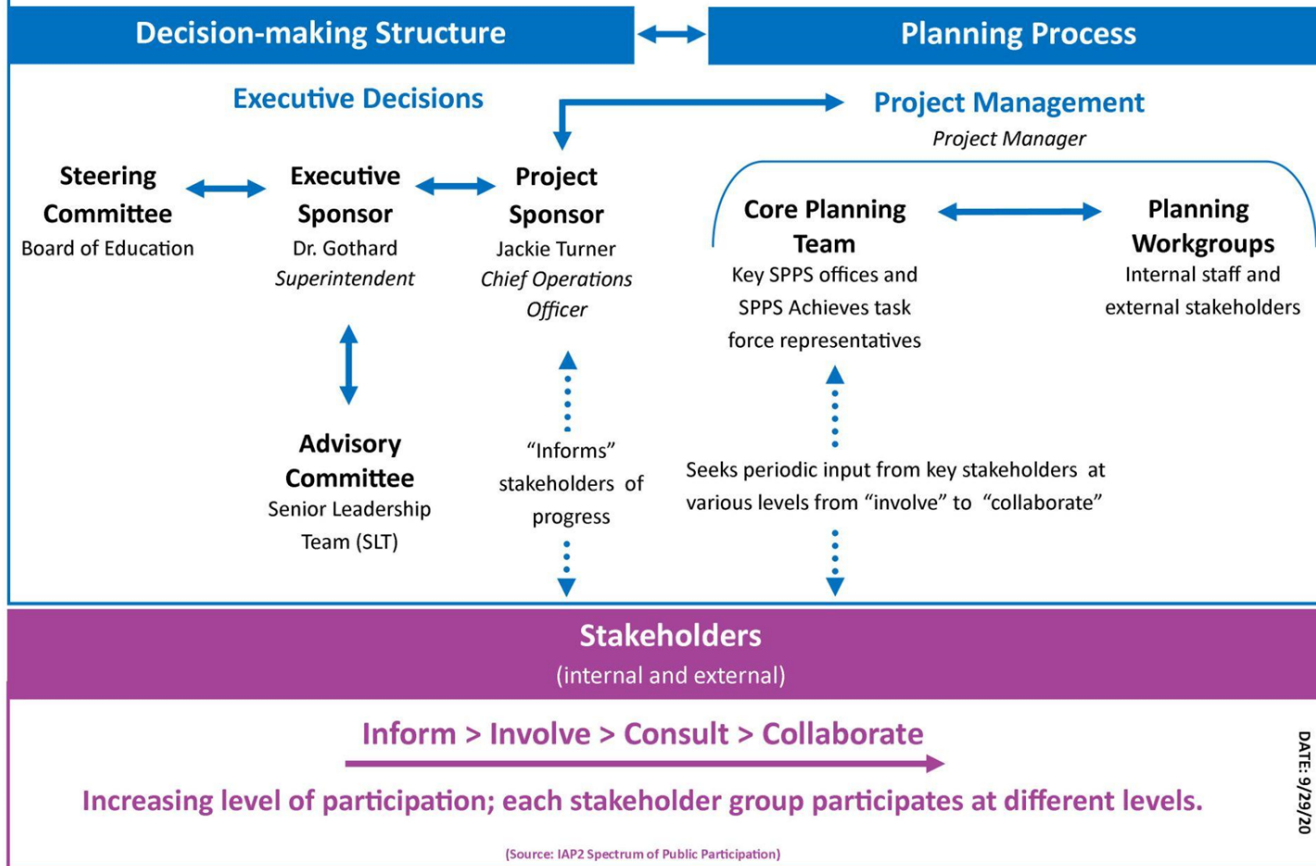 Decision-making Structure
Planning Process
Executive Decisions
Project Management
Project Manager
Steering
Committee
Board of Education
Executive
Sponsor
Dr. Gothard
Superintendent
Project
Sponsor
Jackie Turner
Chief Operations
Officer
Core Planning
Team
Key SPPS offices and
SPPS Achieves task
force representatives
Planning
Workgroups
Internal staff and
external stakeholders
Advisory
Committee
Senior Leadership
Team (SLT)
“Informs”
stakeholders of
progress
Seeks periodic input from key stakeholders at
various levels from “involve” to “collaborate”
Stakeholders
(internal and external)
Inform > Involve > Consult > Collaborate
Increasing level of participation; each stakeholder group participates at different levels.
(Source: IAP2 Spectrum of Public Participation)
DATE: 9/29/20